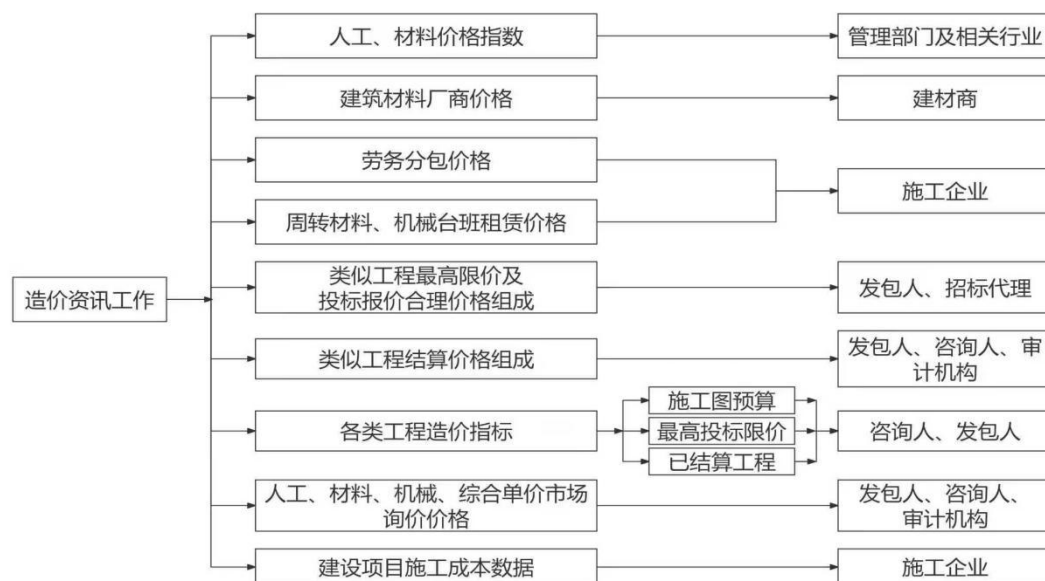 人工、材料价格指数
管理部门及相关行业
建筑材料厂商价格
建材商
劳务分包价格
施工企业
周转材料、机械台班租赁价格
造价资讯工作
类似工程最高限价及
投标报价合理价格组成
发包人、招标代理
类似工程结算价格组成
发包人、咨询人、审
计机构
各类工程造价指标
施工图预算
最高投标限价
已结算工程
咨询人、发包人
人工、材料、机械、综合单价市场
询价价格
发包人、咨询人、
审计机构
建设项目施工成本数据
施工企业